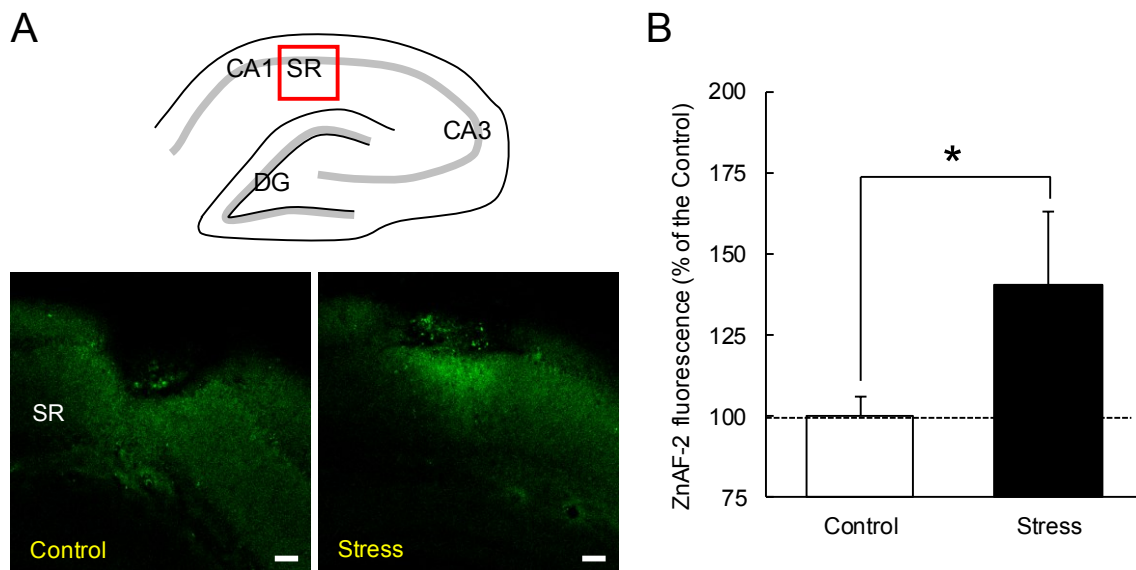 A
CA1 SR
CA3
DG
SR
Control
Stress
B
ZnAF-2 fluorescence (% of the Control)
200
175
150
125
100
75
*
Control
Stress